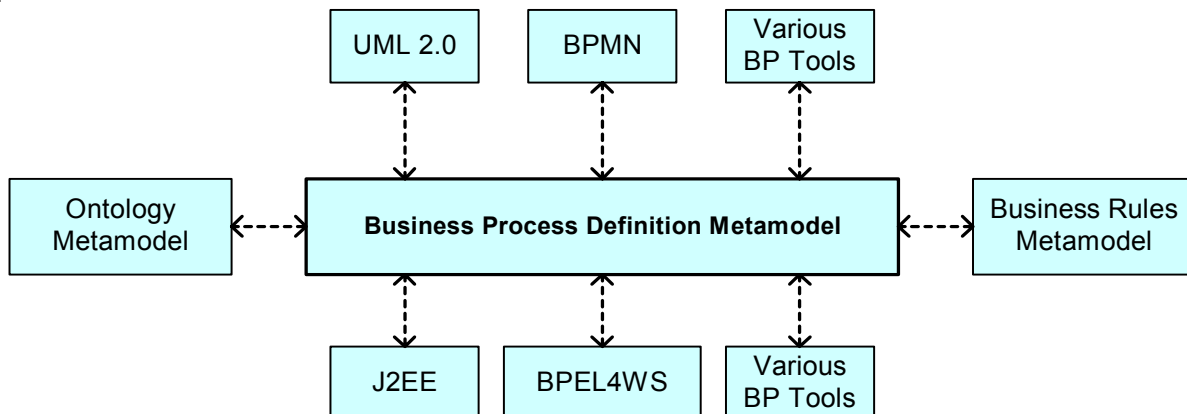 UML 2.0
BPMN
Various
BP Tools
Ontology
Metamodel
Business Process Definition Metamodel
Business Rules
Metamodel
J2EE
BPEL4WS
Various
BP Tools